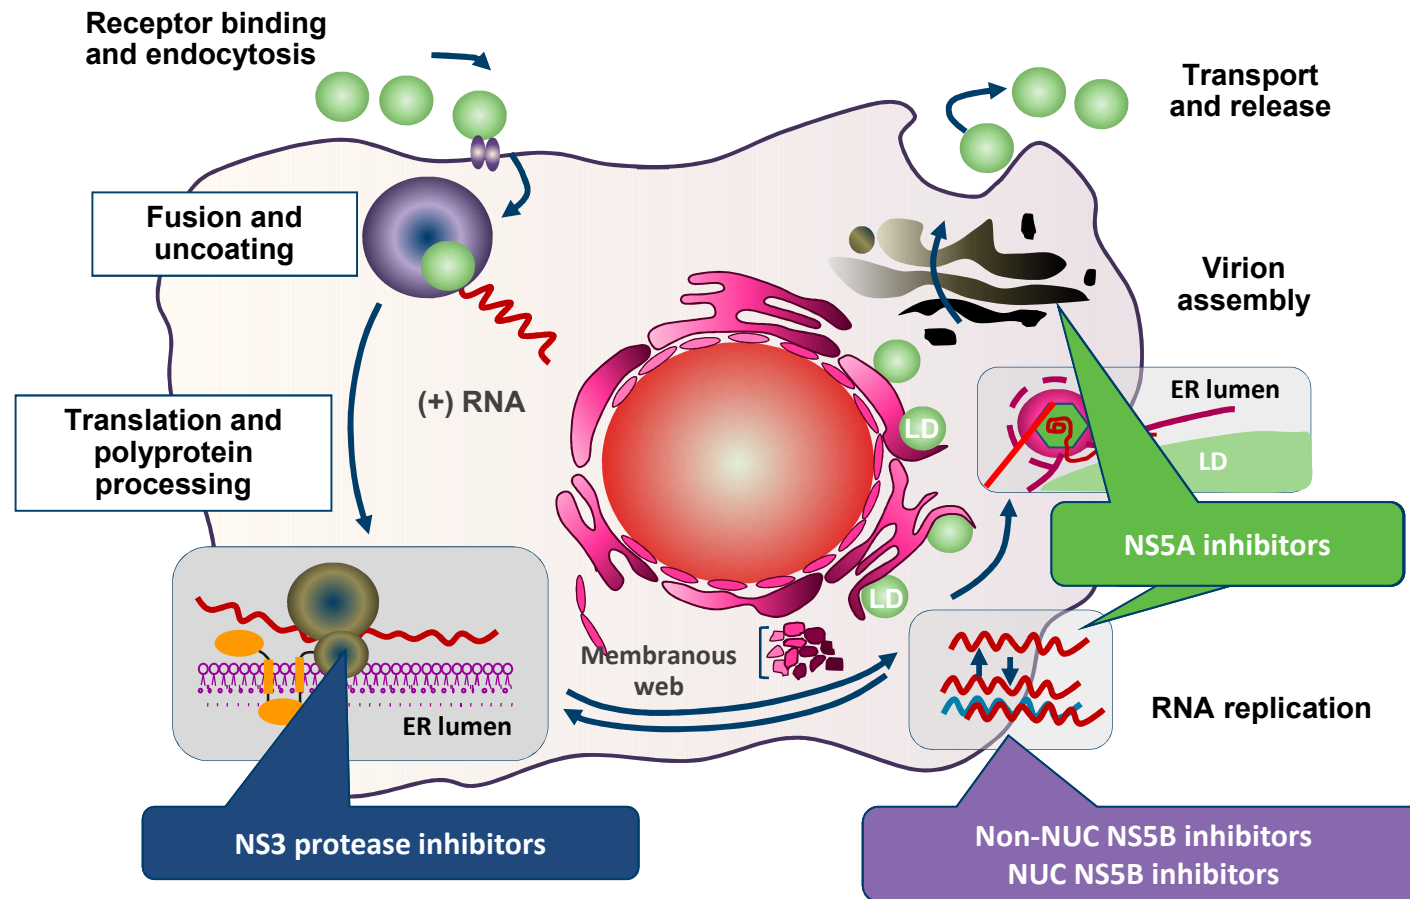 Receptor binding
and endocytosis
Transport
and release
Fusion and
uncoating
Virion
assembly
(+) RNA
ER lumen
LD
LD
Translation and
polyprotein
processing
NS5A inhibitors
LD
Membranous
web
ER lumen
RNA replication
NS3 protease inhibitors
Non-NUC NS5B inhibitors
NUC NS5B inhibitors